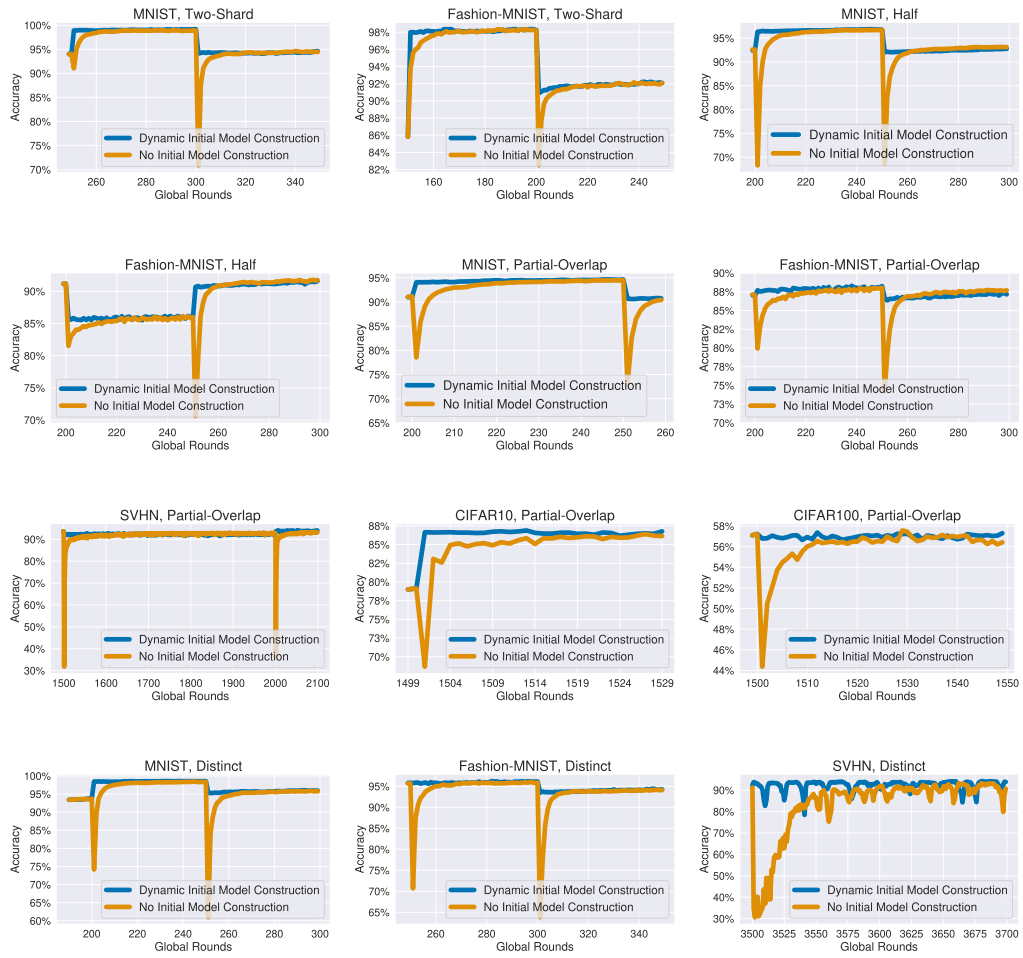 MNIST, Two-Shard
100%
95%
90%
85%
80%
75%
70%
Accuracy
260 280 300 320 340
Global Rounds
Dynamic Initial Model Construction
No Initial Model Construction
Fashion-MNIST, Two-Shard
98%
96%
94%
92%
90%
88%
86%
84%
82%
Accuracy
160 180 200 220 240
Global Rounds
Dynamic Initial Model Construction
No Initial Model Construction
MNIST, Half
95%
90%
85%
80%
75%
70%
Accuracy
200 220 240 260 280 300
Global Rounds
Dynamic Initial Model Construction
No Initial Model Construction
Fashion-MNIST, Half
90%
85%
80%
75%
70%
Accuracy
200 220 240 260 280 300
Global Rounds
Dynamic Initial Model Construction
No Initial Model Construction
MNIST, Partial-Overlap
95%
90%
85%
80%
75%
70%
65%
Accuracy
200 210 220 230 240 250 260
Global Rounds
Dynamic Initial Model Construction
No Initial Model Construction
Fashion-MNIST, Partial-Overlap
90%
88%
85%
83%
80%
78%
75%
73%
70%
Accuracy
200 220 240 260 280 300
Global Rounds
Dynamic Initial Model Construction
No Initial Model Construction
SVHN, Partial-Overlap
90%
80%
70%
60%
50%
40%
30%
Accuracy
1500 1600 1700 1800 1900 2000 2100
Global Rounds
Dynamic Initial Model Construction
No Initial Model Construction
CIFAR10, Partial-Overlap
88%
85%
82%
80%
78%
75%
73%
70%
Accuracy
1499 1504 1509 1514 1519 1524 1529
Global Rounds
Dynamic Initial Model Construction
No Initial Model Construction
CIFAR100, Partial-Overlap
58%
56%
54%
52%
50%
48%
46%
44%
Accuracy
1500 1510 1520 1530 1540 1550
Global Rounds
Dynamic Initial Model Construction
No Initial Model Construction
MNIST, Distinct
100%
95%
90%
85%
80%
75%
70%
65%
60%
Accuracy
200 220 240 260 280 300
Global Rounds
Dynamic Initial Model Construction
No Initial Model Construction
Fashion-MNIST, Distinct
95%
90%
85%
80%
75%
70%
65%
Accuracy
260 280 300 320 340
Global Rounds
Dynamic Initial Model Construction
No Initial Model Construction
SVHN, Distinct
90%
80%
70%
60%
50%
40%
30%
Accuracy
3500 3525 3550 3575 3600 3625 3650 3675 3700
Global Rounds
Dynamic Initial Model Construction
No Initial Model Construction